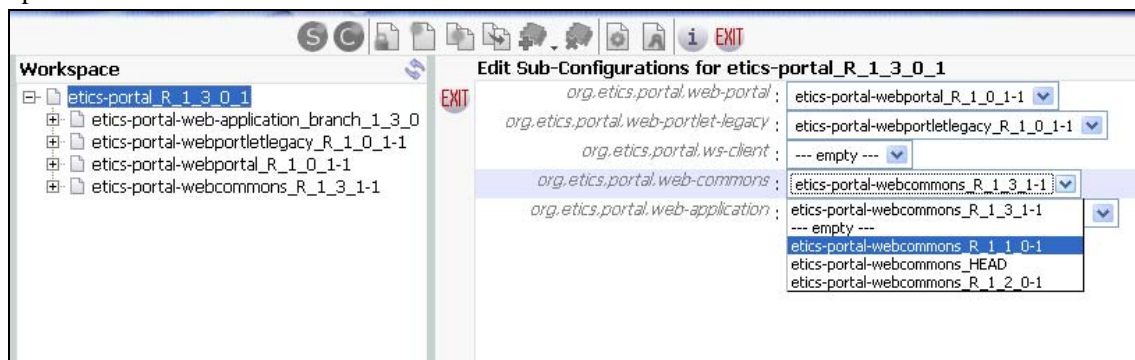 S C i EXIT
Workspace
etics-portal_R_1_3_0_1
etics-portal-web-application_branch_1_3_0
etics-portal-webportletlegacy_R_1_0_1-1
etics-portal-webportal_R_1_0_1-1
etics-portal-webcommons_R_1_3_1-1
EXIT
Edit Sub-Configurations for etics-portal_R_1_3_0_1
org.etics.portal.web-portal : etics-portal-webportal_R_1_0_1-1
org.etics.portal.web-portlet-legacy : etics-portal-webportletlegacy_R_1_0_1-1
org.etics.portal.ws-client : --- empty ---
org.etics.portal.web-commons : etics-portal-webcommons_R_1_3_1-1
org.etics.portal.web-application : etics-portal-webcommons_R_1_3_1-1
--- empty ---
etics-portal-webcommons_R_1_1_0-1
etics-portal-webcommons_HEAD
etics-portal-webcommons_R_1_2_0-1